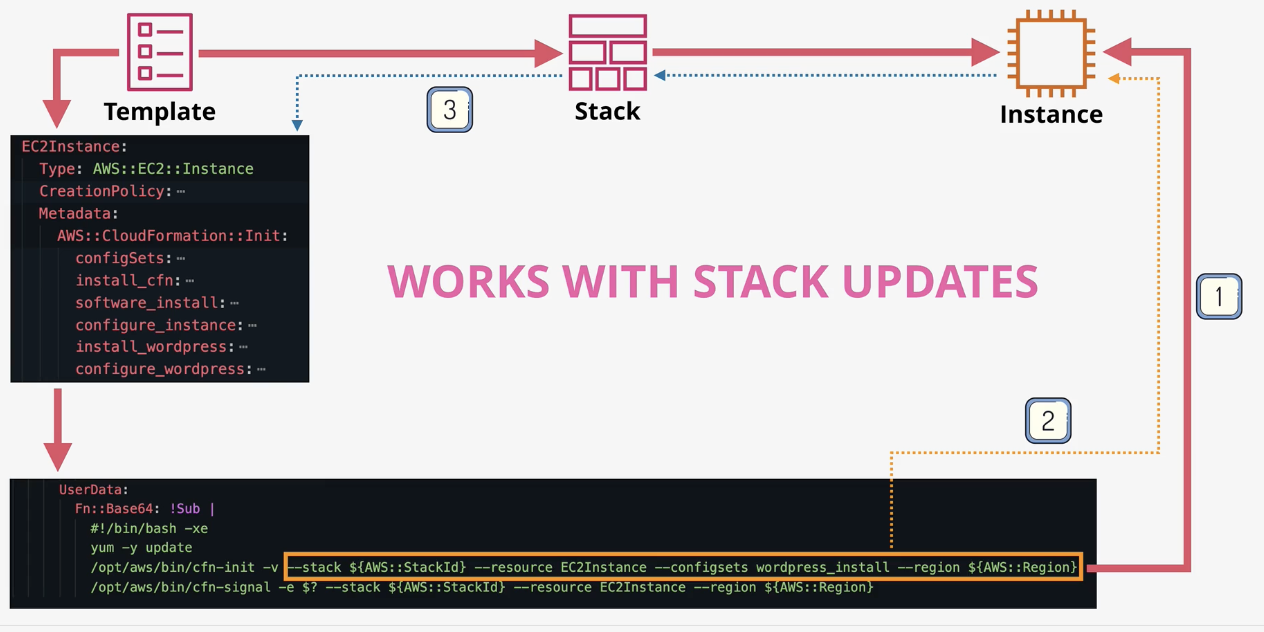 Template
Stack
Instance
3
EC2Instance:
Type: AWS::EC2::Instance
CreationPolicy: ⋯
Metadata:
AWS::CloudFormation::Init:
configSets: ⋯
install_cfn: ⋯
software_install: ⋯
configure_instance: ⋯
install_wordpress: ⋯
configure_wordpress: ⋯
WORKS WITH STACK UPDATES
1
2
UserData:
Fn::Base64: !Sub |
#!/bin/bash -xe
yum -y update
/opt/aws/bin/cfn-init -v --stack ${AWS::StackId} --resource EC2Instance --configsets wordpress_install --region ${AWS::Region}
/opt/aws/bin/cfn-signal -e $? --stack ${AWS::StackId} --resource EC2Instance --region ${AWS::Region}